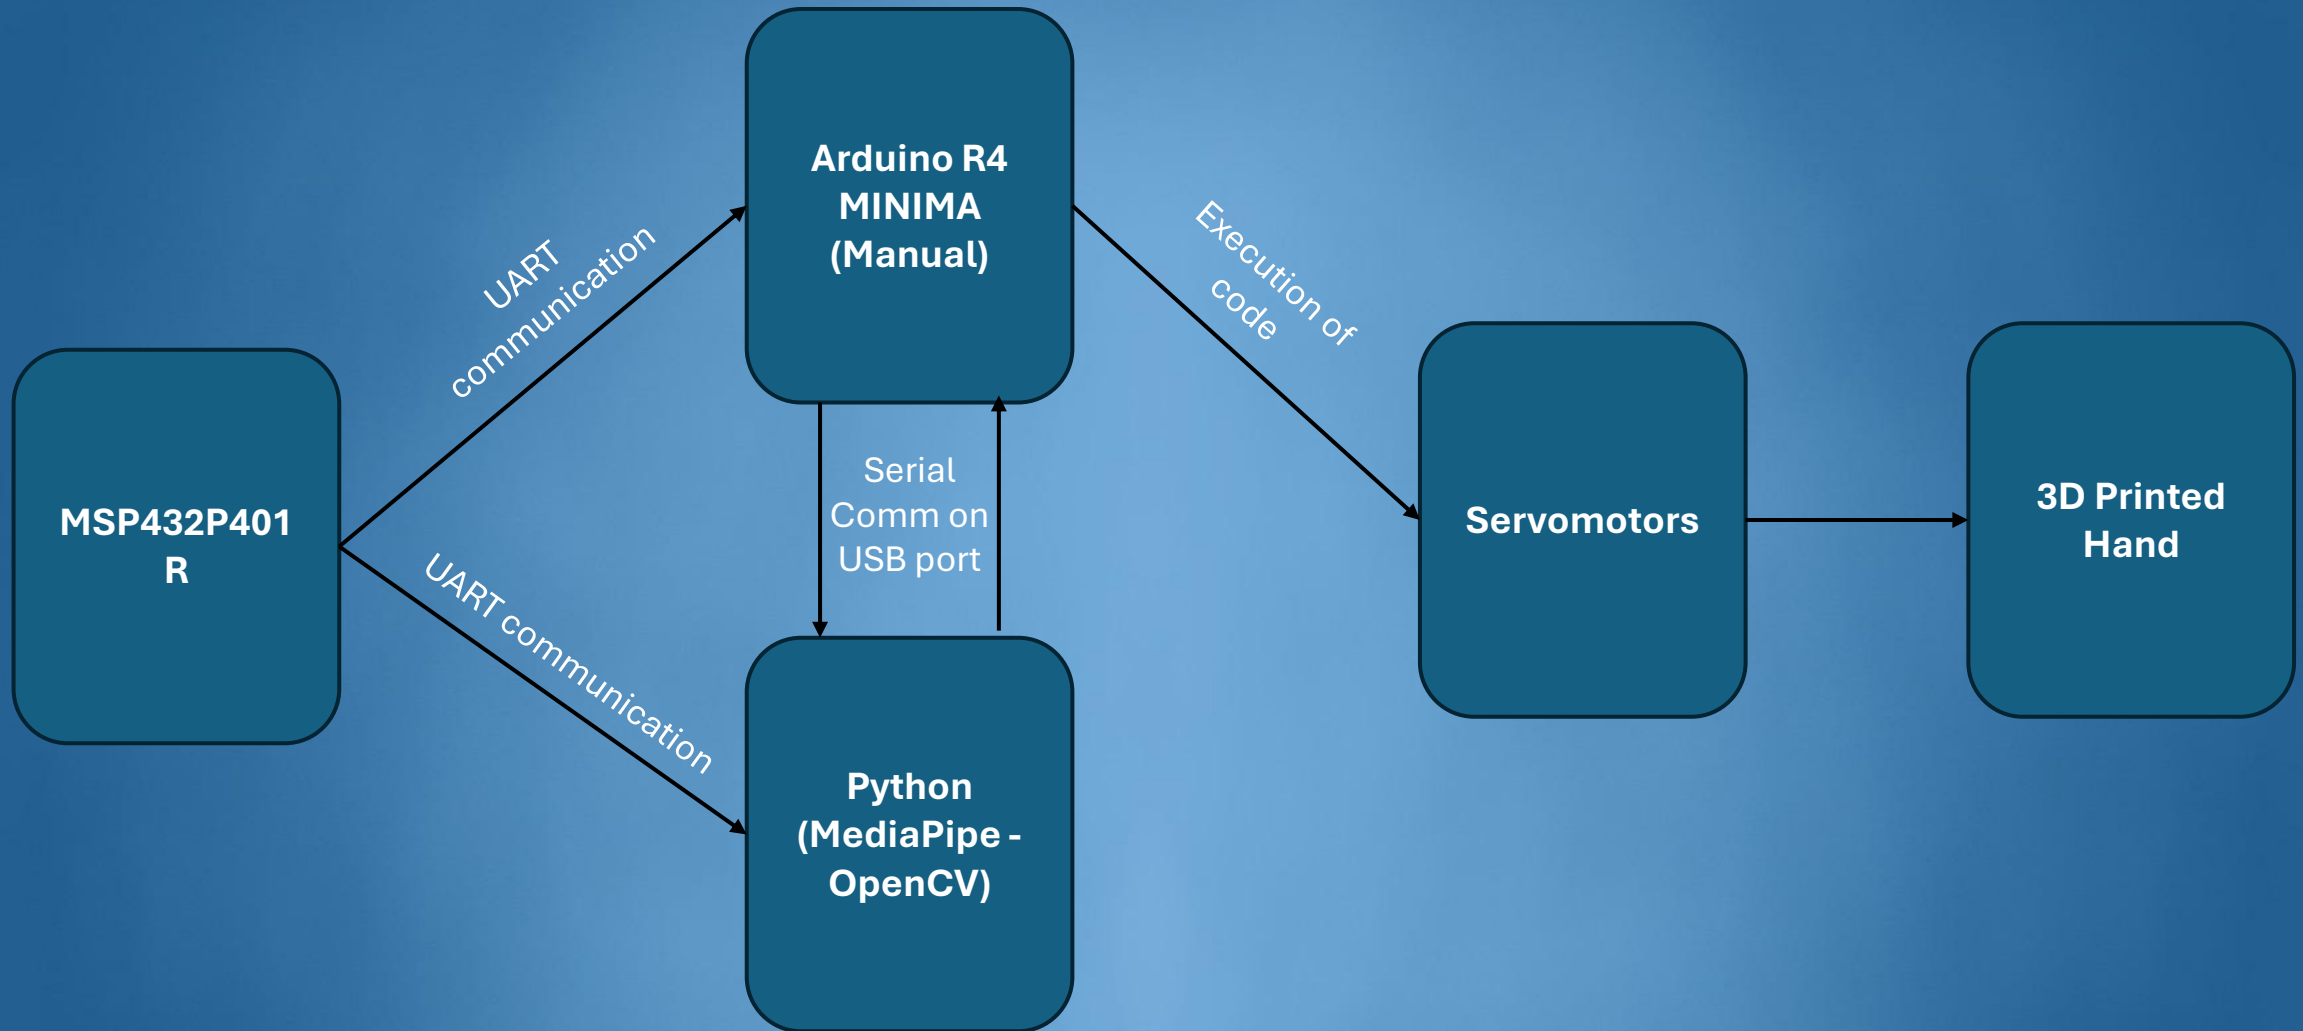 Arduino R4
MINIMA
(Manual)
UART
communication
Execution of
code
MSP432P401
R
Serial
Comm on
USB port
Servomotors
3D Printed
Hand
UART communication
Python
(MediaPipe -
OpenCV)